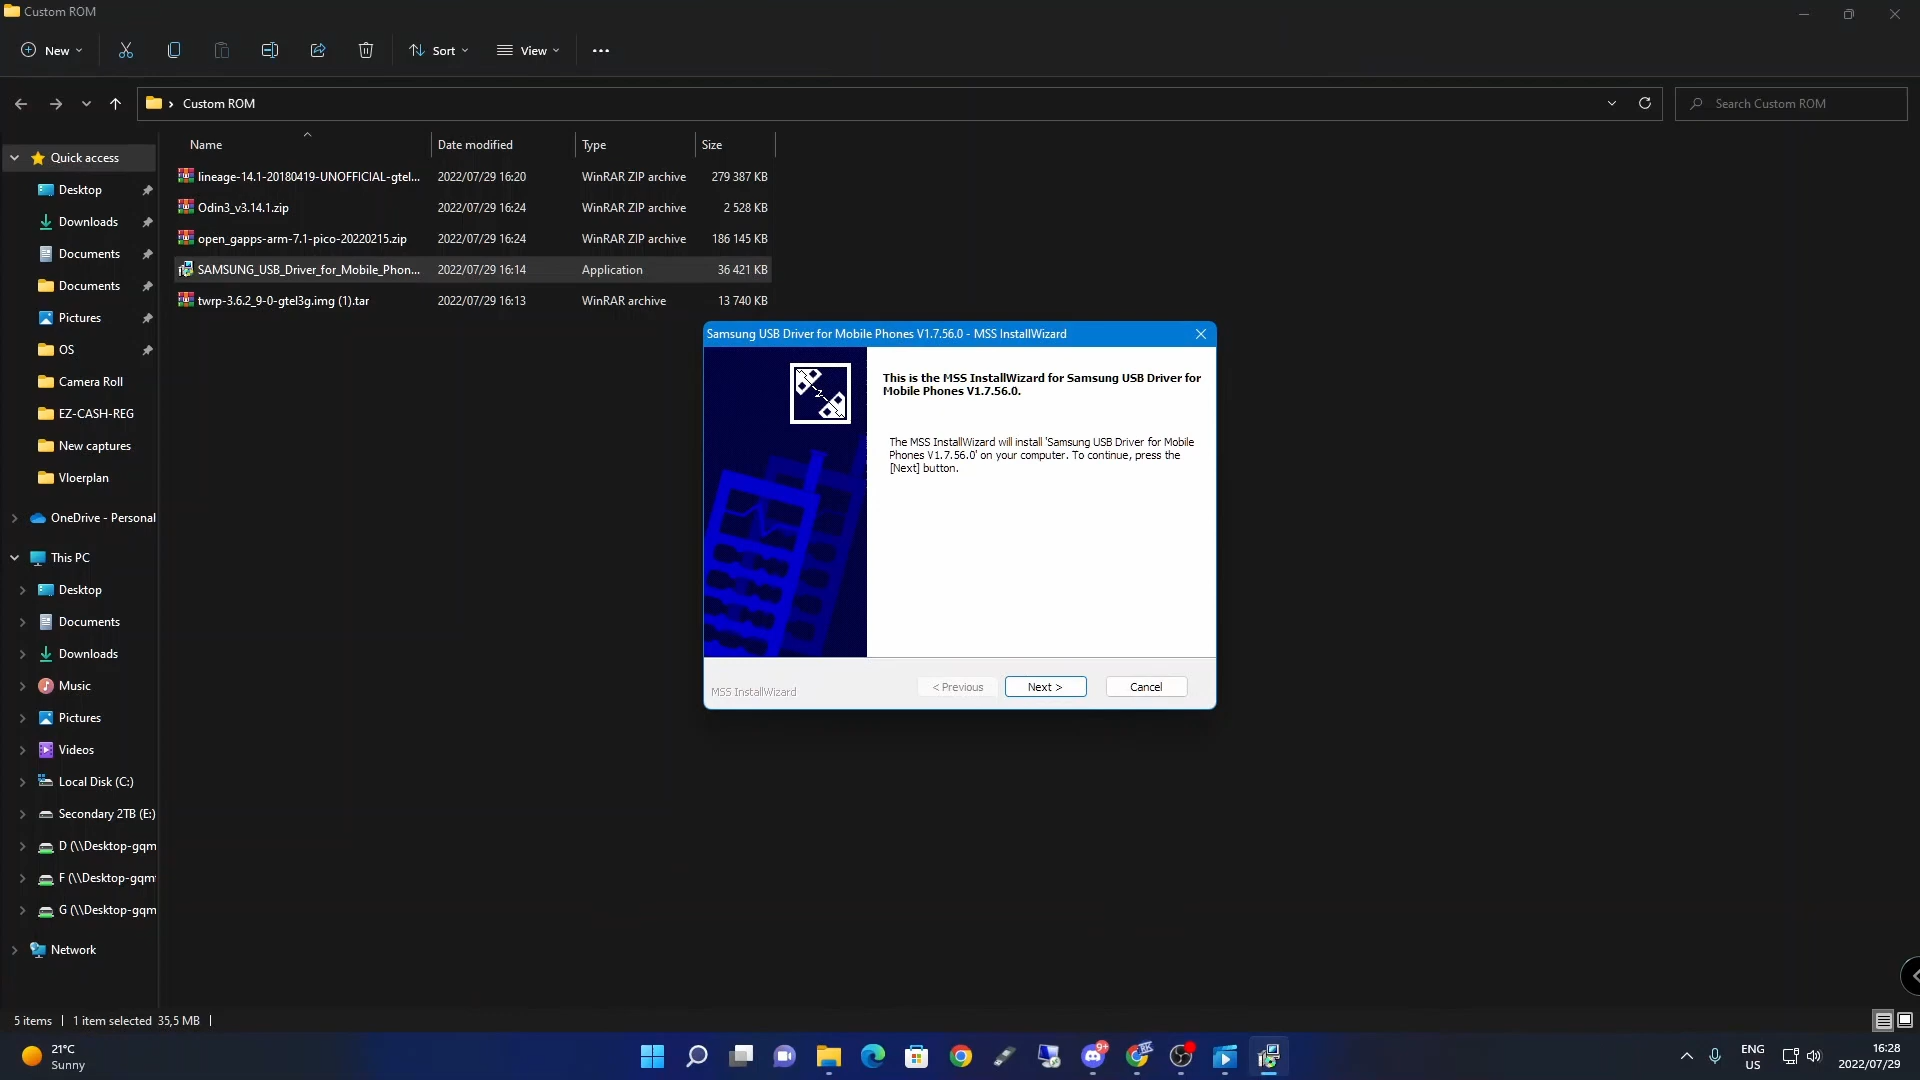 Custom ROM
New
Sort
View
Custom ROM
Search Custom ROM
Name
Date modified
Type
Size
lineage-14.1-20180419-UNOFFICIAL-gtel... 2022/07/29 16:20 WinRAR ZIP archive 279 387 KB
Odin3_v3.14.1.zip 2022/07/29 16:24 WinRAR ZIP archive 2 528 KB
open_gapps-arm-7.1-pico-20220215.zip 2022/07/29 16:24 WinRAR ZIP archive 186 145 KB
SAMSUNG_USB_Driver_for_Mobile_Phon... 2022/07/29 16:14 Application 36 421 KB
twrp-3.6.2_9-0-gtel3g.img (1).tar 2022/07/29 16:13 WinRAR archive 13 740 KB
Quick access
Desktop
Downloads
Documents
Documents
Pictures
OS
Camera Roll
EZ-CASH-REG
New captures
Vloerplan
OneDrive - Personal
This PC
Desktop
Documents
Downloads
Music
Pictures
Videos
Local Disk (C:)
Secondary 2TB (E:)
D (\\Desktop-gqm
F (\\Desktop-gqm
G (\\Desktop-gqm
Network
Samsung USB Driver for Mobile Phones V1.7.56.0 - MSS InstallWizard
This is the MSS InstallWizard for Samsung USB Driver for
Mobile Phones V1.7.56.0.
The MSS InstallWizard will install 'Samsung USB Driver for Mobile
Phones V1.7.56.0' on your computer. To continue, press the
[Next] button.
MSS InstallWizard
< Previous
Next >
Cancel
5 items
1 item selected 35,5 MB
21°C
Sunny
9+
RK
ENG
US
16:28
2022/07/29